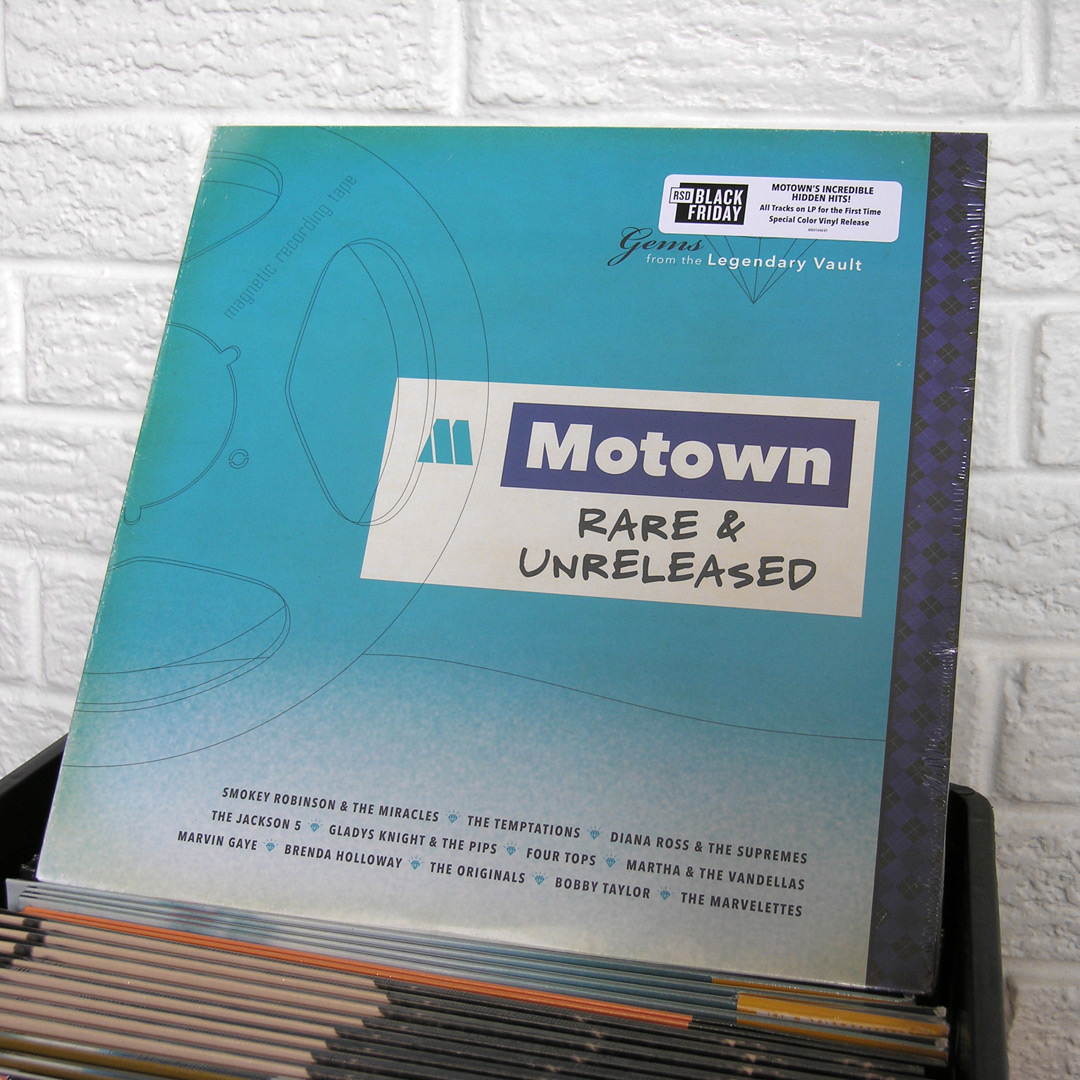 magnetic recording tape
RSD BLACK
FRIDAY
MOTOWN'S INCREDIBLE
HIDDEN HITS!
All Tracks on LP for the First Time
Special Color Vinyl Release
Gems
from the Legendary Vault
M
Motown
RARE &
UNRELEASED
SMOKEY ROBINSON & THE MIRACLES THE TEMPTATIONS DIANA ROSS & THE SUPREMES
THE JACKSON 5 GLADYS KNIGHT & THE PIPS FOUR TOPS MARTHA & THE VANDELLAS
MARVIN GAYE BRENDA HOLLOWAY THE ORIGINALS BOBBY TAYLOR THE MARVELETTES